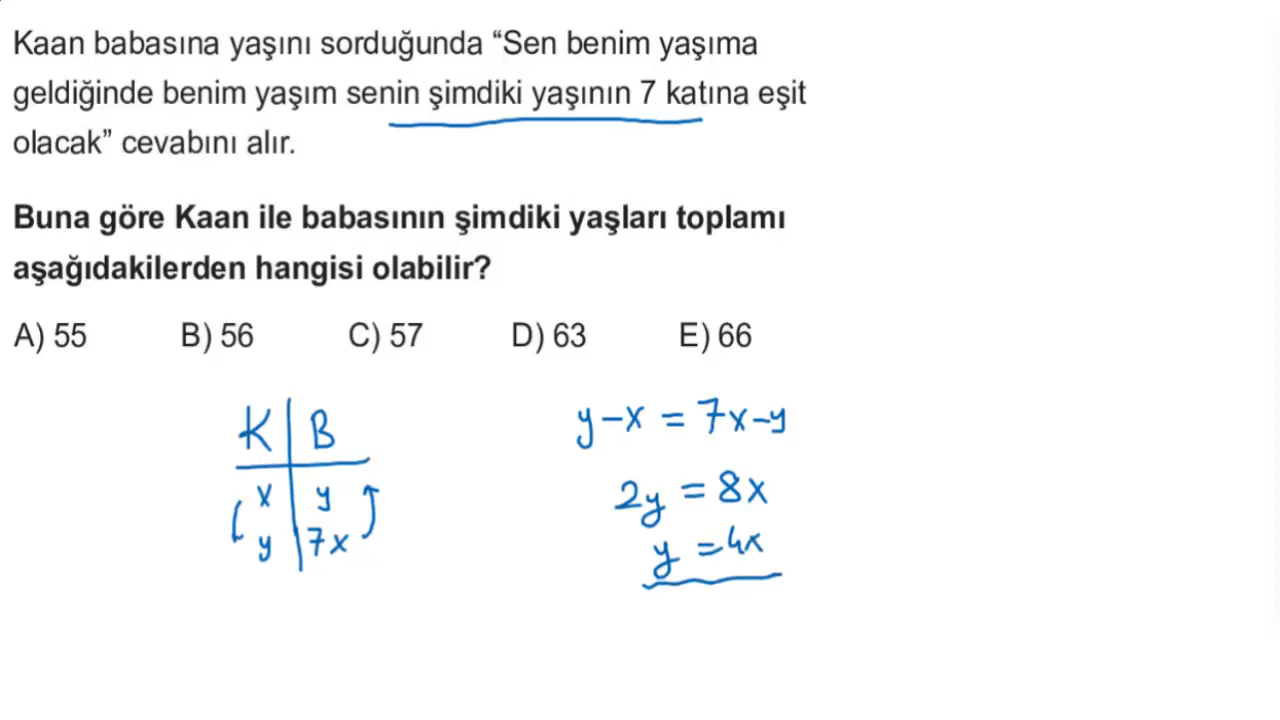 Kaan babasına yaşını sorduğunda “Sen benim yaşıma
geldiğinde benim yaşım senin şimdiki yaşının 7 katına eşit
olacak” cevabını alır.
Buna göre Kaan ile babasının şimdiki yaşları toplamı
aşağıdakilerden hangisi olabilir?
A) 55 B) 56 C) 57 D) 63 E) 66
K B
x y
y 7x
y-x = 7x-y
2y = 8x
y = 4x